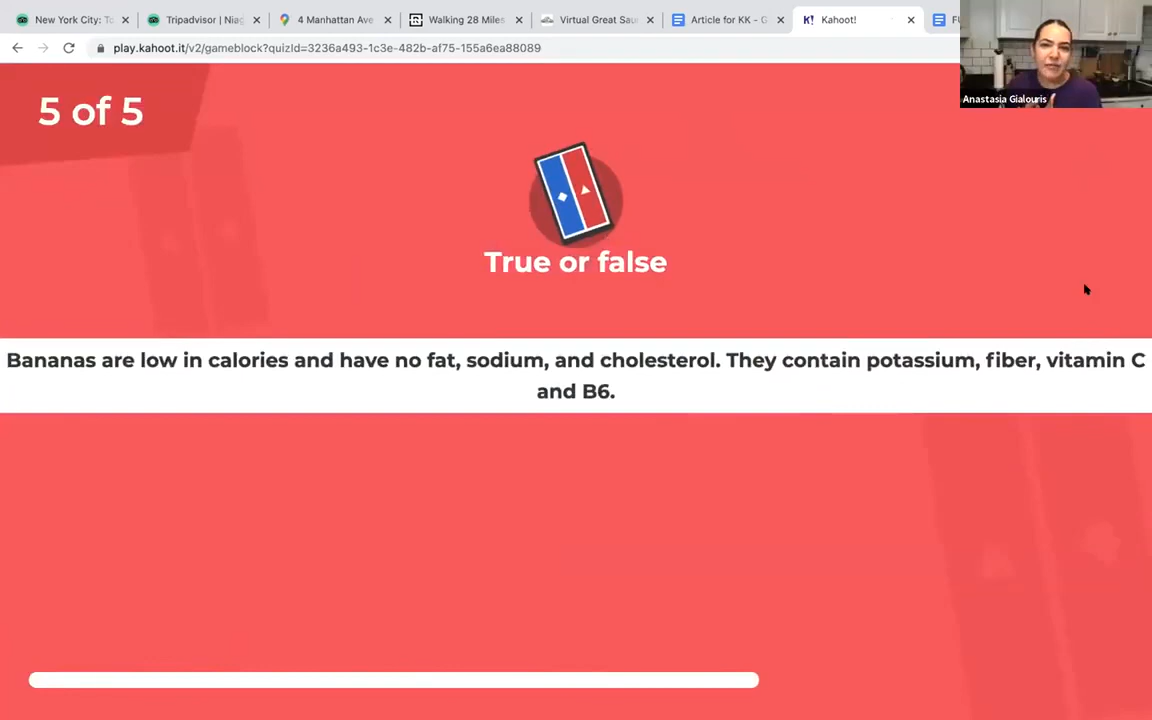 New York City: To
Tripadvisor | Niag
4 Manhattan Ave
Walking 28 Miles
Virtual Great Sau
Article for KK - G
K! Kahoot!
play.kahoot.it/v2/gameblock?quizId=3236a493-1c3e-482b-af75-155a6ea88089
Anastasia Gialouris
5 of 5
True or false
Bananas are low in calories and have no fat, sodium, and cholesterol. They contain potassium, fiber, vitamin C
and B6.